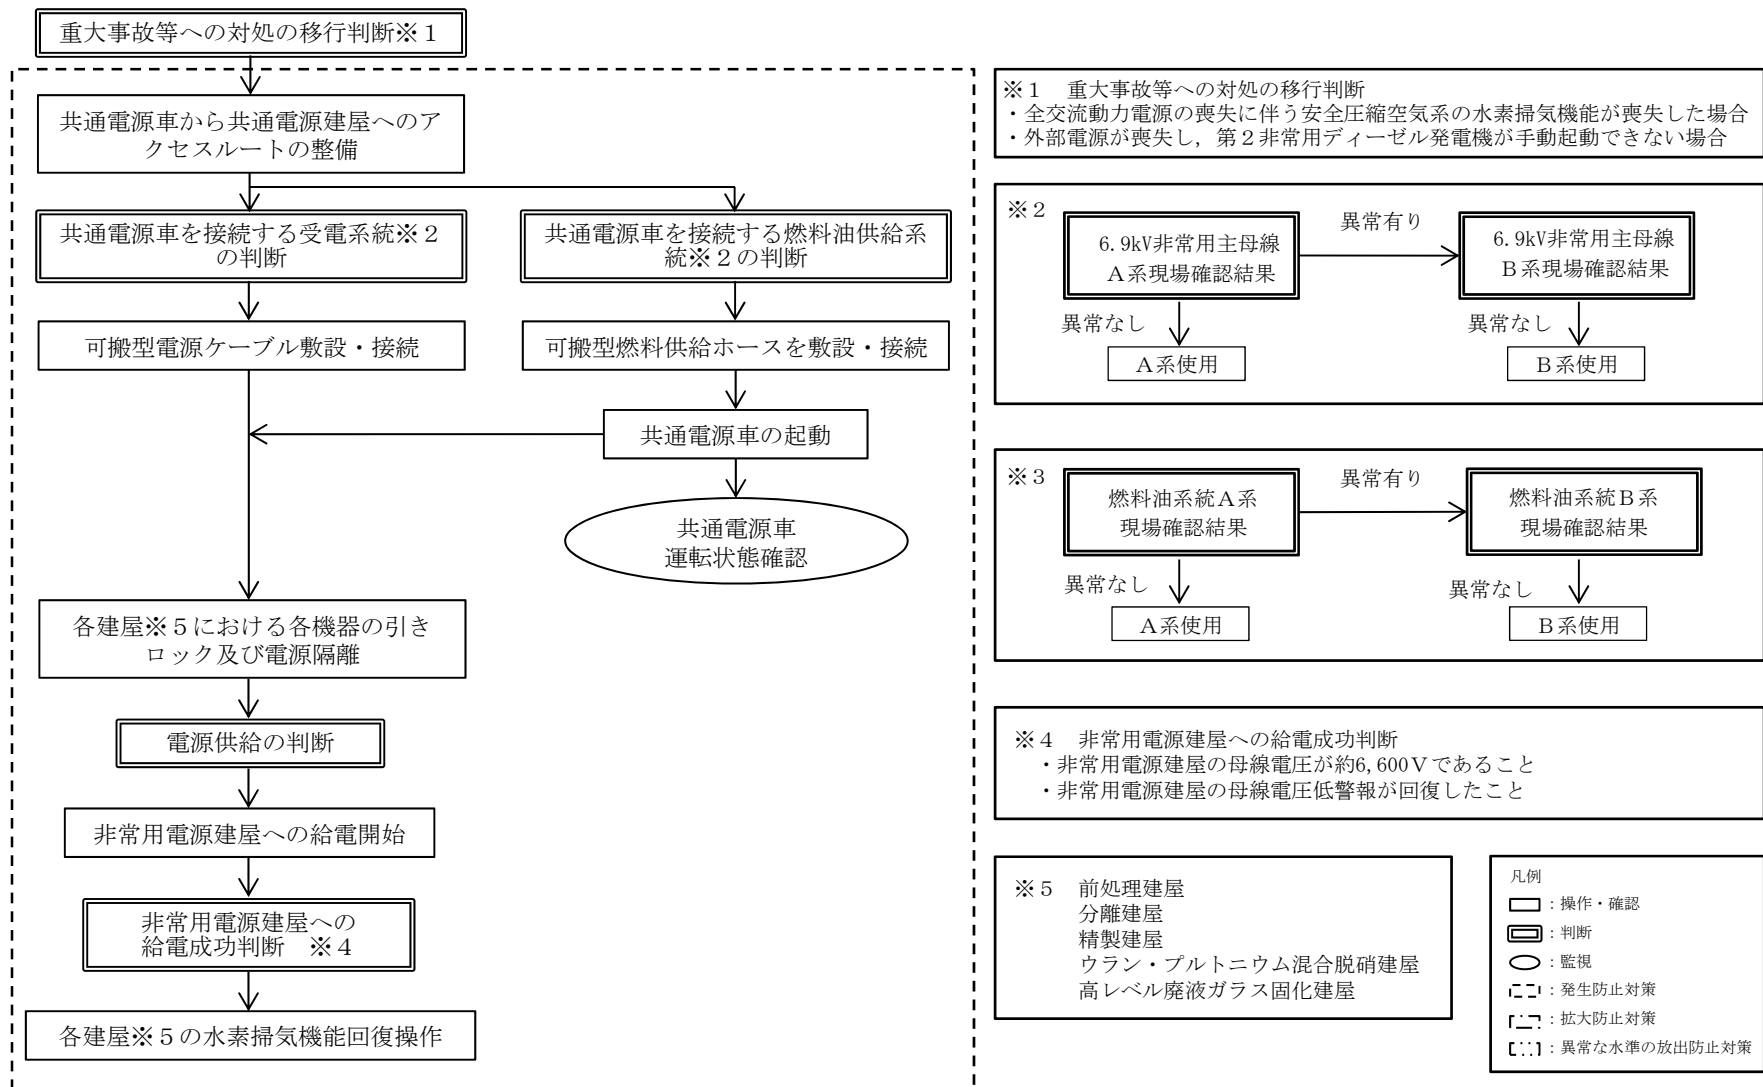 重大事故等への対処の移行判断※1
共通電源車から共通電源建屋へのア
クセスルートの整備
共通電源車を接続する受電系統※2
の判断
共通電源車を接続する燃料油供給系
統※2の判断
可搬型電源ケーブル敷設・接続
可搬型燃料供給ホースを敷設・接続
共通電源車の起動
共通電源車
運転状態確認
各建屋※5における各機器の引き
ロック及び電源隔離
電源供給の判断
非常用電源建屋への給電開始
非常用電源建屋への
給電成功判断 ※4
各建屋※5の水素掃気機能回復操作
※1 重大事故等への対処の移行判断
・全交流動力電源の喪失に伴う安全圧縮空気系の水素掃気機能が喪失した場合
・外部電源が喪失し，第2非常用ディーゼル発電機が手動起動できない場合
※2
6.9kV非常用主母線
A系現場確認結果
異常有り
6.9kV非常用主母線
B系現場確認結果
異常なし
異常なし
A系使用
B系使用
※3
燃料油系統A系
現場確認結果
異常有り
燃料油系統B系
現場確認結果
異常なし
異常なし
A系使用
B系使用
※4 非常用電源建屋への給電成功判断
・非常用電源建屋の母線電圧が約6,600Vであること
・非常用電源建屋の母線電圧低警報が回復したこと
※5 前処理建屋
分離建屋
精製建屋
ウラン・プルトニウム混合脱硝建屋
高レベル廃液ガラス固化建屋
凡例
：操作・確認
：判断
：監視
：発生防止対策
：拡大防止対策
：異常な水準の放出防止対策